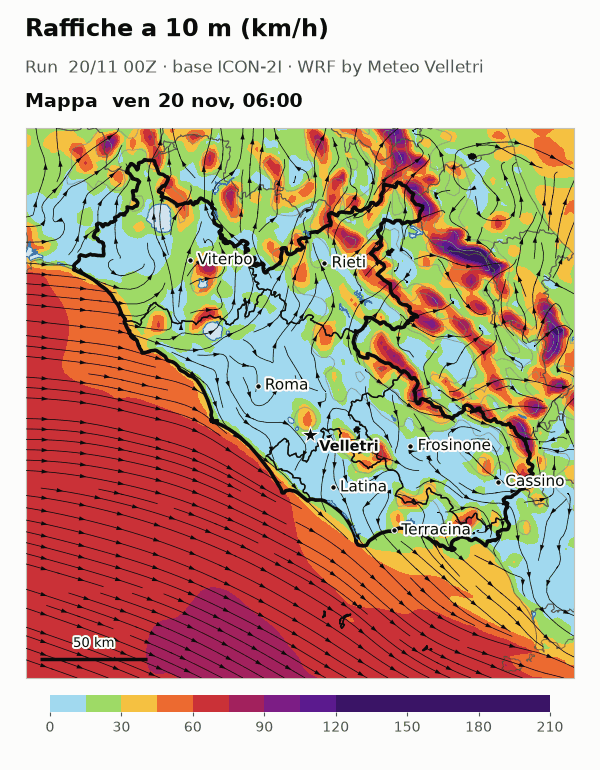 Raffiche a 10 m (km/h)
Run  20/11 00Z · base ICON-2I · WRF by Meteo Velletri
Mappa  ven 20 nov, 06:00
Viterbo
Rieti
Roma
Velletri
Frosinone
Latina
Cassino
Terracina
50 km
0 30 60 90 120 150 180 210